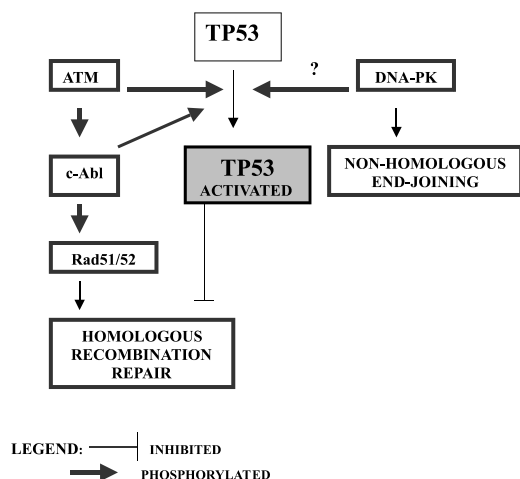 TP53
ATM
?
DNA-PK
c-Abl
TP53
ACTIVATED
NON-HOMOLOGOUS
END-JOINING
Rad51/52
HOMOLOGOUS
RECOMBINATION
REPAIR
LEGEND: INHIBITED
PHOSPHORYLATED